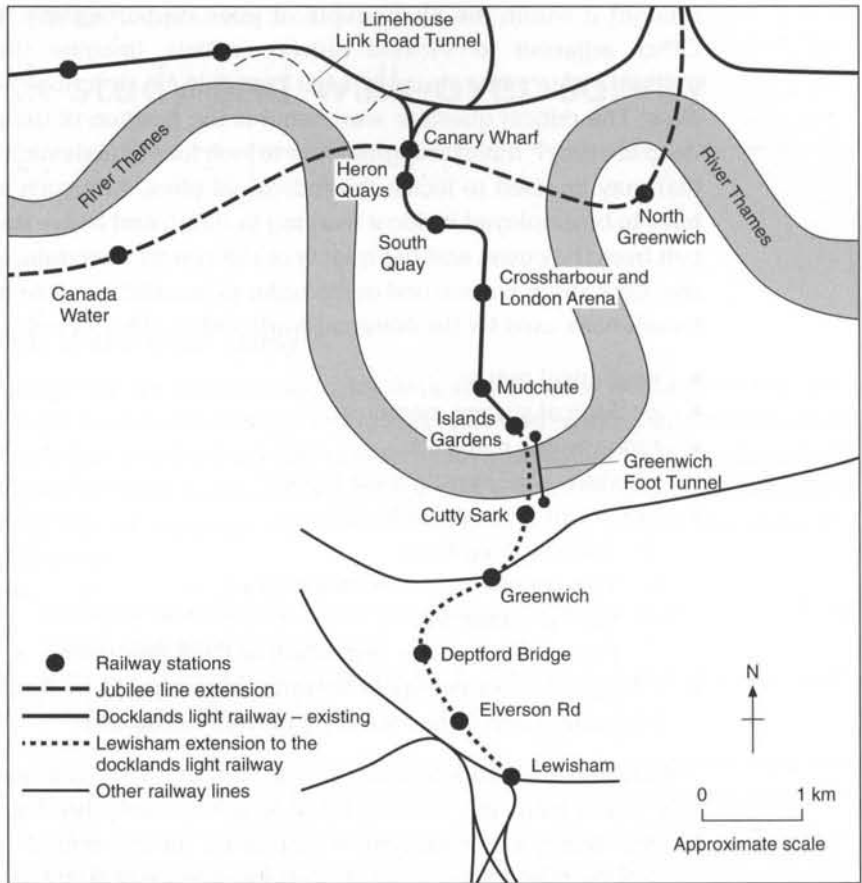 Limehouse
Link Road Tunnel
River Thames
Canary Wharf
Heron
Quays
River Thames
North
Greenwich
South
Quay
Canada
Water
Crossharbour and
London Arena
Mudchute
Islands
Gardens
Greenwich
Foot Tunnel
Cutty Sark
Greenwich
Deptford Bridge
Elverson Rd
Lewisham
Railway stations
Jubilee line extension
Docklands light railway – existing
Lewisham extension to the
docklands light railway
Other railway lines
N
0 1 km
Approximate scale